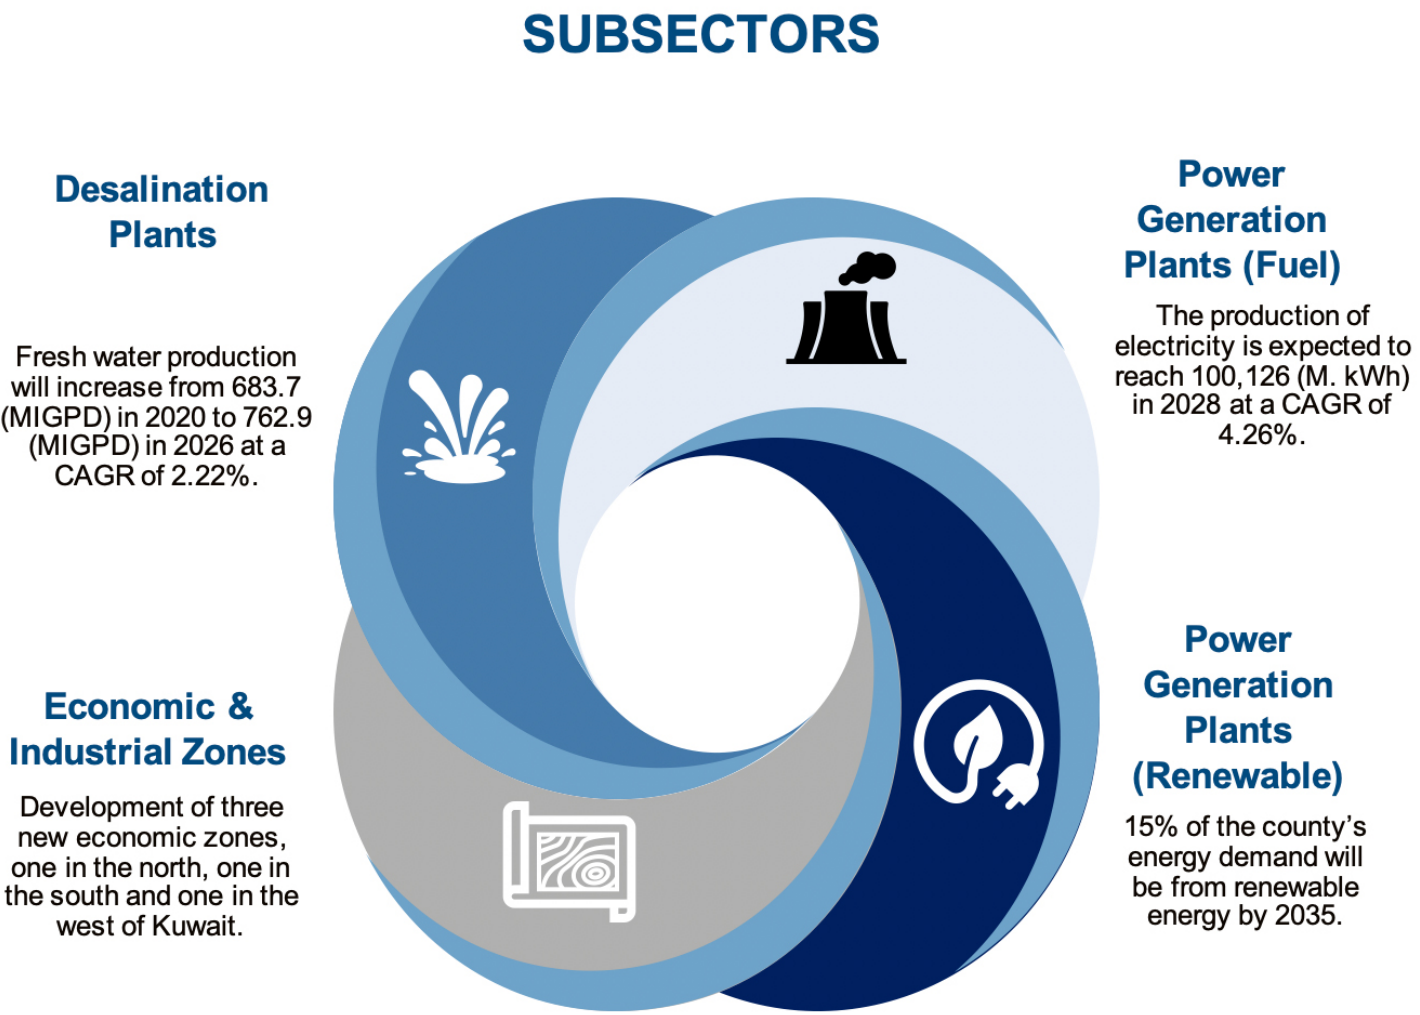 SUBSECTORS
Desalination
Plants
Fresh water production
will increase from 683.7
(MIGPD) in 2020 to 762.9
(MIGPD) in 2026 at a
CAGR of 2.22%.
Power
Generation
Plants (Fuel)
The production of
electricity is expected to
reach 100,126 (M. kWh)
in 2028 at a CAGR of
4.26%.
Economic &
Industrial Zones
Development of three
new economic zones,
one in the north, one in
the south and one in the
west of Kuwait.
Power
Generation
Plants
(Renewable)
15% of the county’s
energy demand will
be from renewable
energy by 2035.